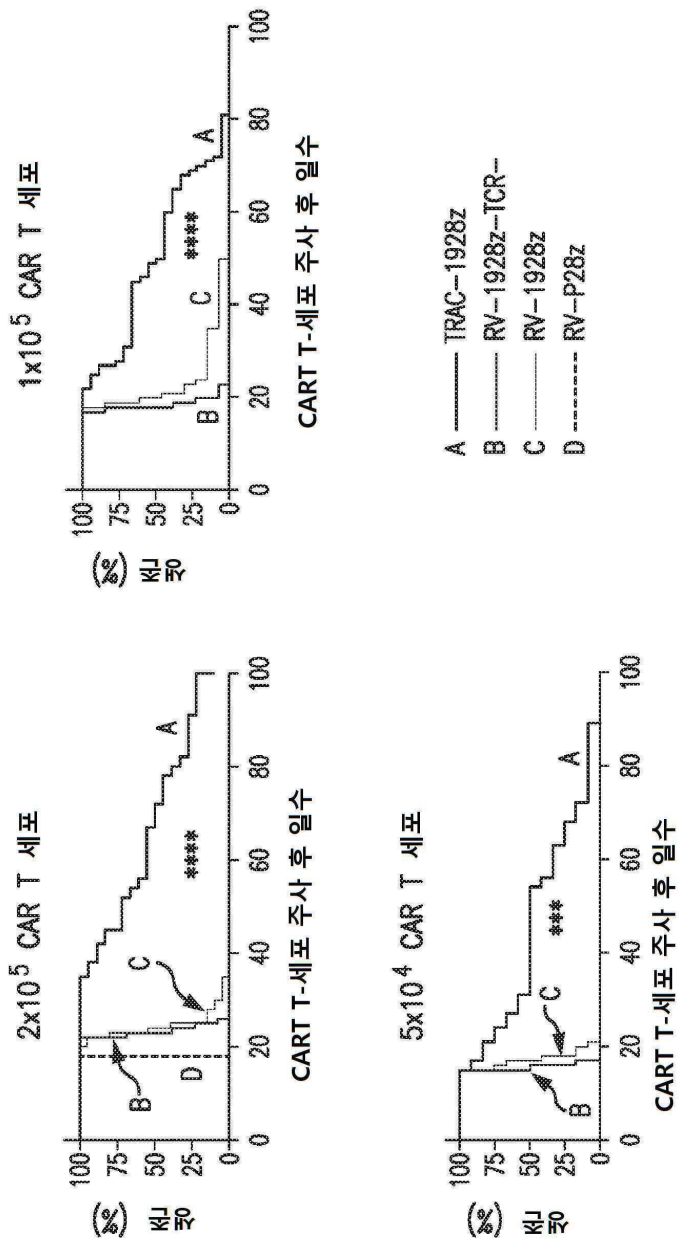 2x10⁵ CAR T 세포
생존 (%)
100
75
50
25
0
B
C
D
A
****
0 20 40 60 80 100
CART T-세포 주사 후 일수
1x10⁵ CAR T 세포
생존 (%)
100
75
50
25
0
B
C
A
****
0 20 40 60 80 100
CART T-세포 주사 후 일수
5x10⁴ CAR T 세포
생존 (%)
100
75
50
25
0
B
C
A
***
0 20 40 60 80 100
CART T-세포 주사 후 일수
A TRAC-1928z
B RV-1928z-TCR-
C RV-1928z
D RV-P28z